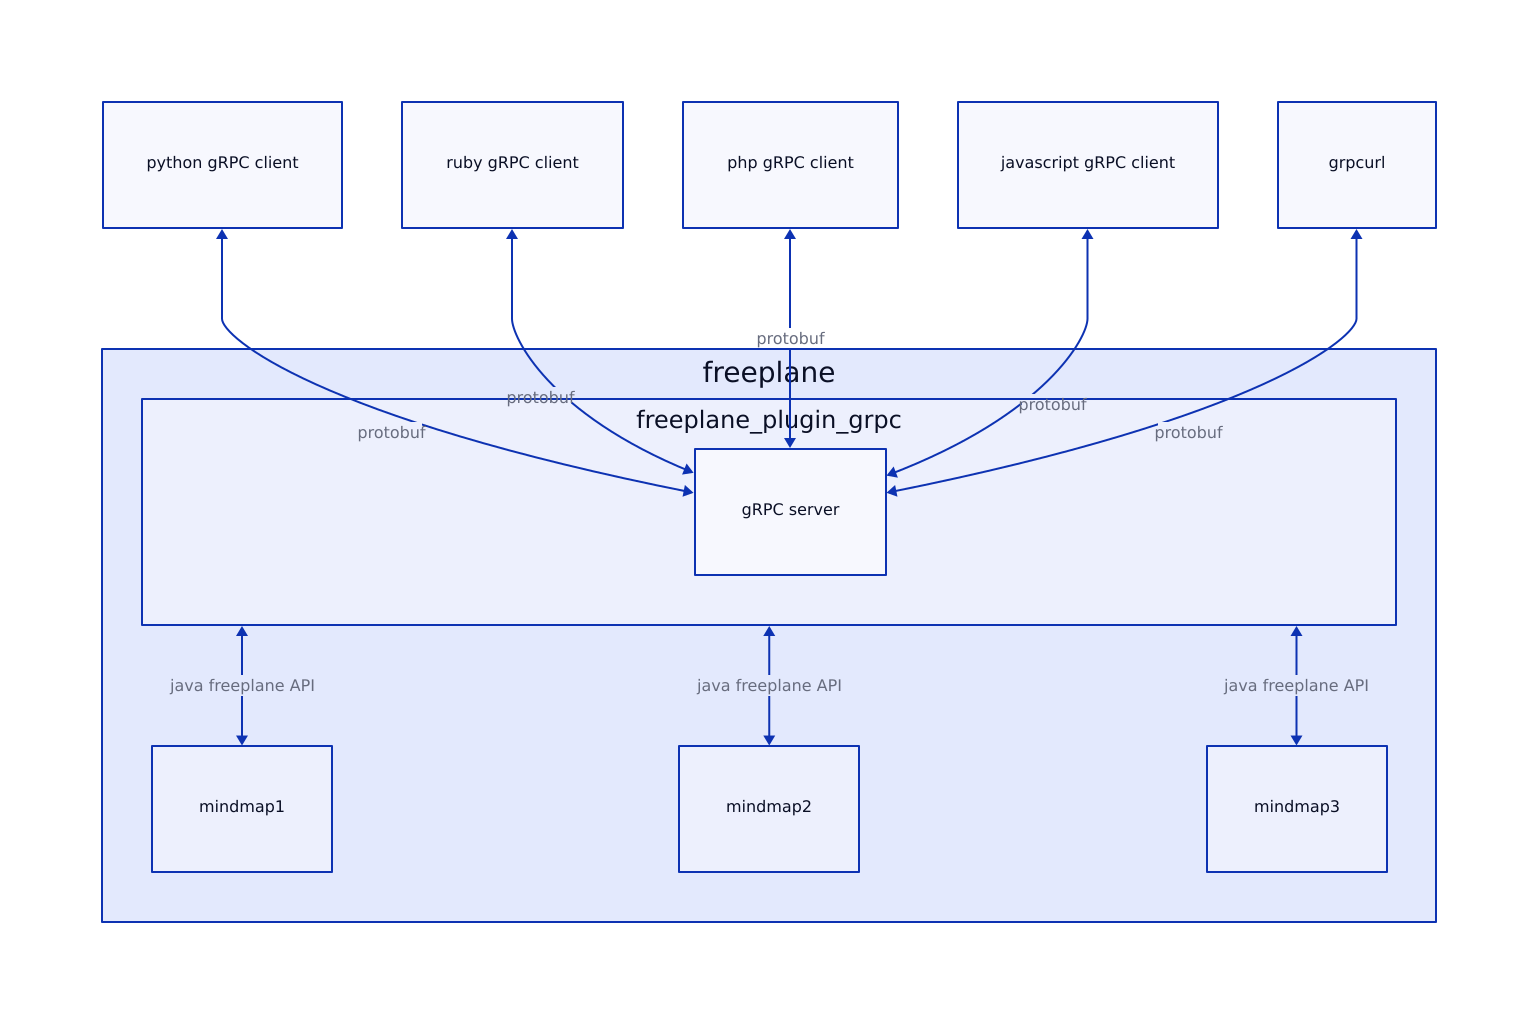 python gRPC client
ruby gRPC client
php gRPC client
javascript gRPC client
grpcurl
protobuf
freeplane
protobuf
protobuf
freeplane_plugin_grpc
protobuf
protobuf
gRPC server
java freeplane API
java freeplane API
java freeplane API
mindmap1
mindmap2
mindmap3